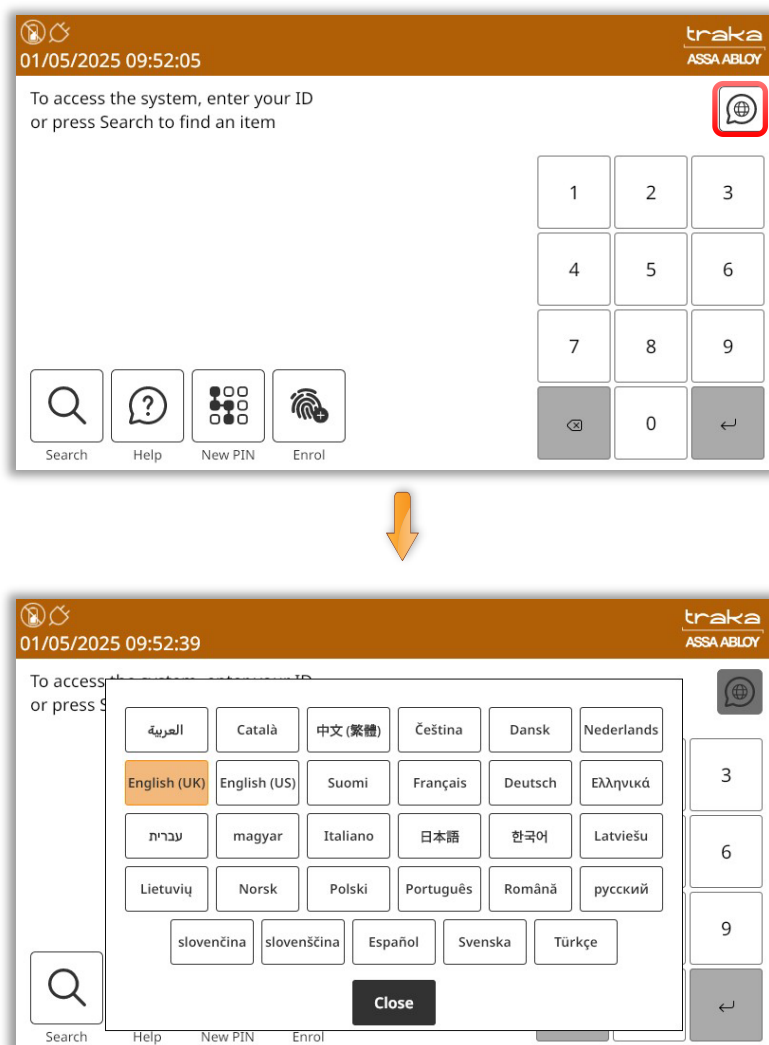 01/05/2025 09:52:05
traka
ASSA ABLOY
To access the system, enter your ID
or press Search to find an item
1 2 3
4 5 6
7 8 9
0
Search Help New PIN Enrol
01/05/2025 09:52:39
traka
ASSA ABLOY
To access
or press
العربية Català 中文 (繁體) Čeština Dansk Nederlands
English (UK) English (US) Suomi Français Deutsch Ελληνικά
עברית magyar Italiano 日本語 한국어 Latviešu
Lietuvių Norsk Polski Português Română русский
slovenčina slovenščina Español Svenska Türkçe
Close
3
6
9
Search Help New PIN Enrol